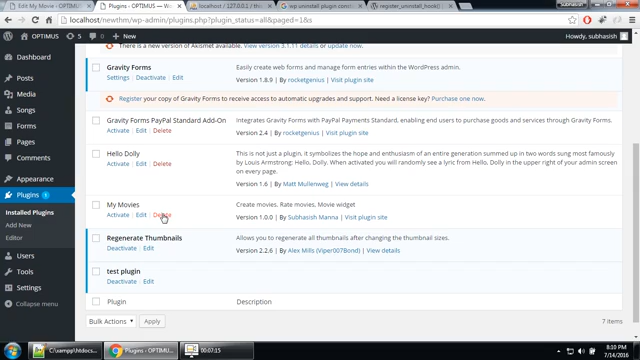 Edit My Movies
Plugins ‹ OPTIMUS —
localhost / 127.0.0.1 / thi
wp uninstall plugin const
register_uninstall_hook()
Subhasish
localhost/newthm/wp-admin/plugins.php?plugin_status=all&paged=1&s
OPTIMUS 5 0 + New
Howdy, subhasish
Dashboard
Posts
Media
Songs
Forms
Pages
Comments
Appearance
Plugins 1
Installed Plugins
Add New
Editor
Users
Tools
Settings
Collapse menu
There is a new version of Akismet available. View version 3.1.11 details or update now.
Gravity Forms
Settings | Deactivate | Edit
Easily create web forms and manage form entries within the WordPress admin.
Version 1.8.9 | By rocketgenius | Visit plugin site
Register your copy of Gravity Forms to receive access to automatic upgrades and support. Need a license key? Purchase one now.
Gravity Forms PayPal Standard Add-On
Activate | Edit | Delete
Integrates Gravity Forms with PayPal Payments Standard, enabling end users to purchase goods and services through Gravity Forms.
Version 2.4 | By rocketgenius | Visit plugin site
Hello Dolly
Activate | Edit | Delete
This is not just a plugin, it symbolizes the hope and enthusiasm of an entire generation summed up in two words sung most famously
by Louis Armstrong: Hello, Dolly. When activated you will randomly see a lyric from Hello, Dolly in the upper right of your admin screen
on every page.
Version 1.6 | By Matt Mullenweg | View details
My Movies
Activate | Edit | Delete
Create movies. Rate movies. Movie widget
Version 1.0.0 | By Subhasish Manna | Visit plugin site
Regenerate Thumbnails
Deactivate | Edit
Allows you to regenerate all thumbnails after changing the thumbnail sizes.
Version 2.2.6 | By Alex Mills (Viper007Bond) | View details
test plugin
Deactivate | Edit
Plugin Description
Bulk Actions Apply
7 items
C:\wamp\htdocs...
Plugins ‹ OPTIMUS...
00:07:15
8:10 PM
7/14/2016